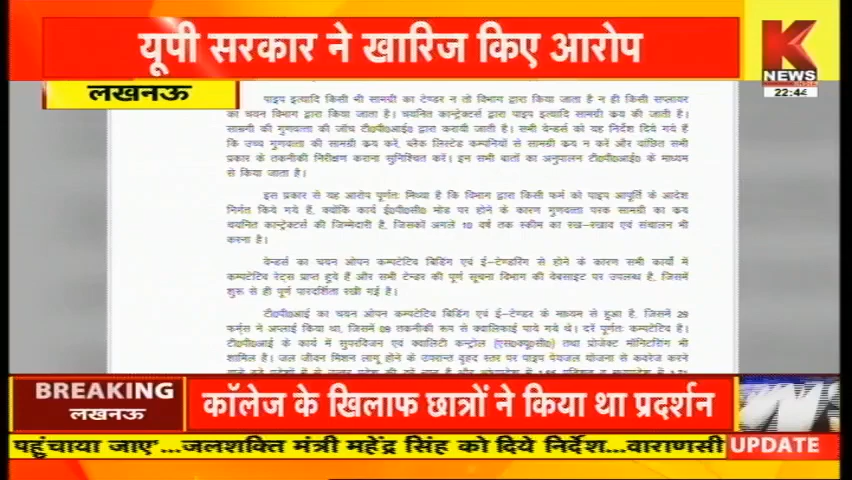 यूपी सरकार ने खारिज किए आरोप
K
NEWS
22:44
लखनऊ
पाइप इत्यादि किसी भी सामग्री का टेण्डर न तो विभाग द्वारा किया जाता है न ही किसी सप्लायर
का चयन विभाग द्वारा किया जाता है। चयनित कान्ट्रेक्टर्स द्वारा पाइप इत्यादि सामग्री क्रय की जाती है।
सामग्री की गुणवत्ता की जाँच टी0पी0आई0 द्वारा करायी जाती है। सभी वेन्डर्स को यह निर्देश दिये गये हैं
कि उच्च गुणवत्ता की सामग्री क्रय करें, ब्लैक लिस्टेड कम्पनियों से सामग्री क्रय न करें और वांछित सभी
प्रकार के तकनीकी निरीक्षण कराना सुनिश्चित करें। इन सभी बातों का अनुपालन टी0पी0आई0 के माध्यम
से किया जाता है।
इस प्रकार से यह आरोप पूर्णतः मिथ्या है कि विभाग द्वारा किसी फर्म को पाइप आपूर्ति के आदेश
निर्गत किये गये हैं, क्योंकि कार्य ई0पी0सी0 मोड पर होने के कारण गुणवत्ता परक सामग्री का क्रय
चयनित कान्ट्रेक्टर्स की जिम्मेदारी है, जिसकों अगले 10 वर्ष तक स्कीम का रख-रखाव एवं संचालन भी
करना है।
वेन्डर्स का चयन ओपन कम्पटेटिव बिडिंग एवं ई-टेण्डरिंग से होने के कारण सभी कार्यों में
कम्पटेटिव रेट्स प्राप्त हुये हैं और सभी टेन्डर की पूर्ण सूचना विभाग की वेबसाइट पर उपलब्ध है, जिसमें
शुरू से ही पूर्ण पारदर्शिता रखी गई है।
टी0पी0आई का चयन ओपन कम्पटेटिव बिडिंग एवं ई-टेण्डर के माध्यम से हुआ है, जिसमें 29
फर्मस ने अप्लाई किया था, जिसमें 09 तकनीकी रूप से क्वालिफाई पाये गये थे। दरें पूर्णतः कम्पटेटिव है।
टी0पी0आई के कार्य में सुपरविजन एवं क्वालिटी कन्ट्रोल (एस0क्यू0सी0) तथा प्रोजेक्ट मॉनिटरिंग भी
शामिल है। जल जीवन मिशन लागू होने के उपरान्त वृहद स्तर पर पाइप पेयजल योजना से कवरेज करने
BREAKING
लखनऊ
कॉलेज के खिलाफ छात्रों ने किया था प्रदर्शन
पहुंचाया जाए'...जलशक्ति मंत्री महेंद्र सिंह को दिये निर्देश...वाराणसी
UPDATE